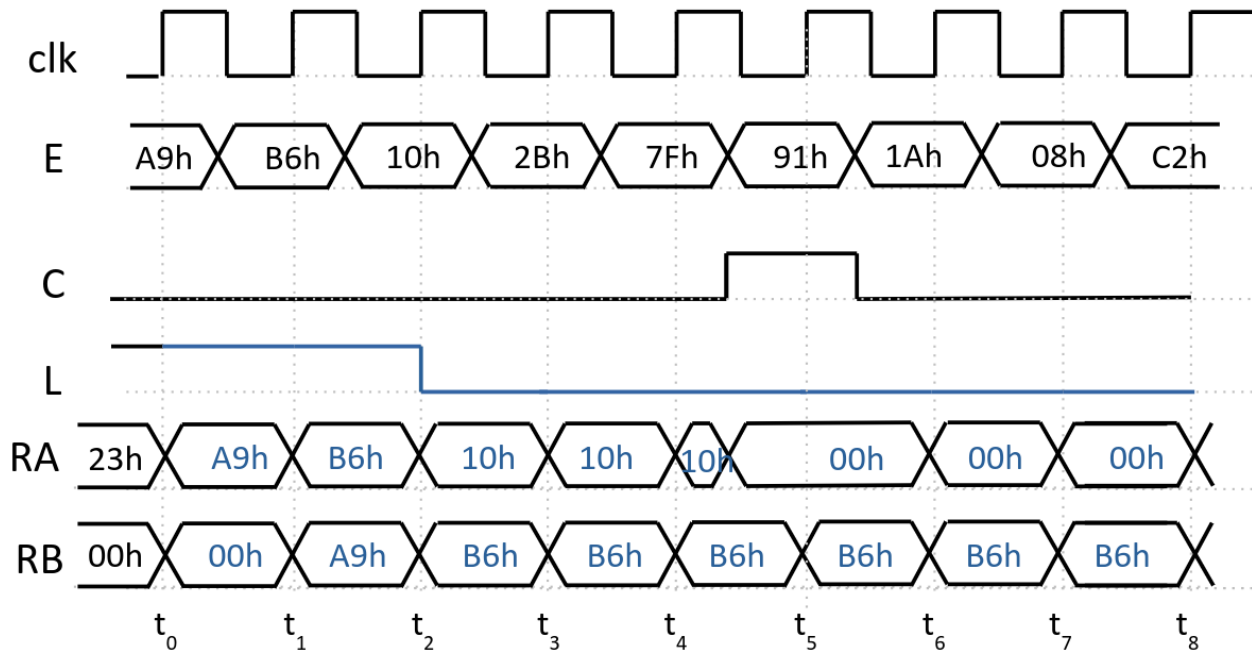 clk
E A9h B6h 10h 2Bh 7Fh 91h 1Ah 08h C2h
C
L
RA 23h A9h B6h 10h 10h 10h 00h 00h 00h
RB 00h 00h A9h B6h B6h B6h B6h B6h B6h
t0 t1 t2 t3 t4 t5 t6 t7 t8